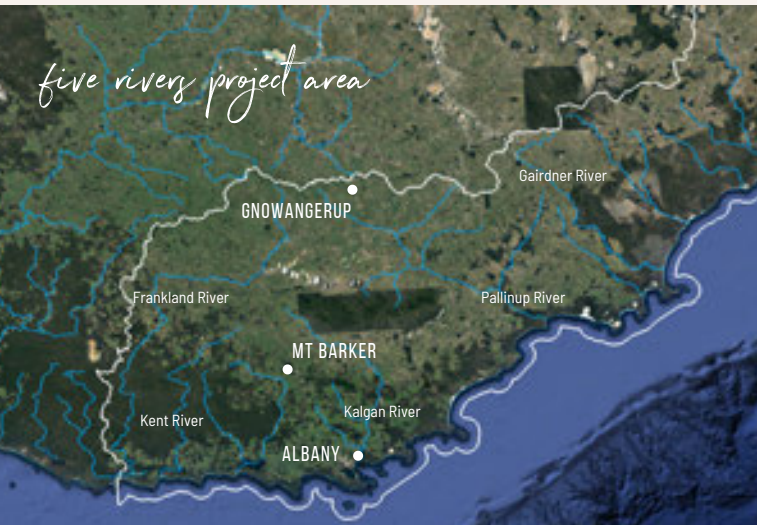 five rivers project area
Gairdner River
GNOWANGERUP
Frankland River
Pallinup River
MT BARKER
Kalgan River
Kent River
ALBANY